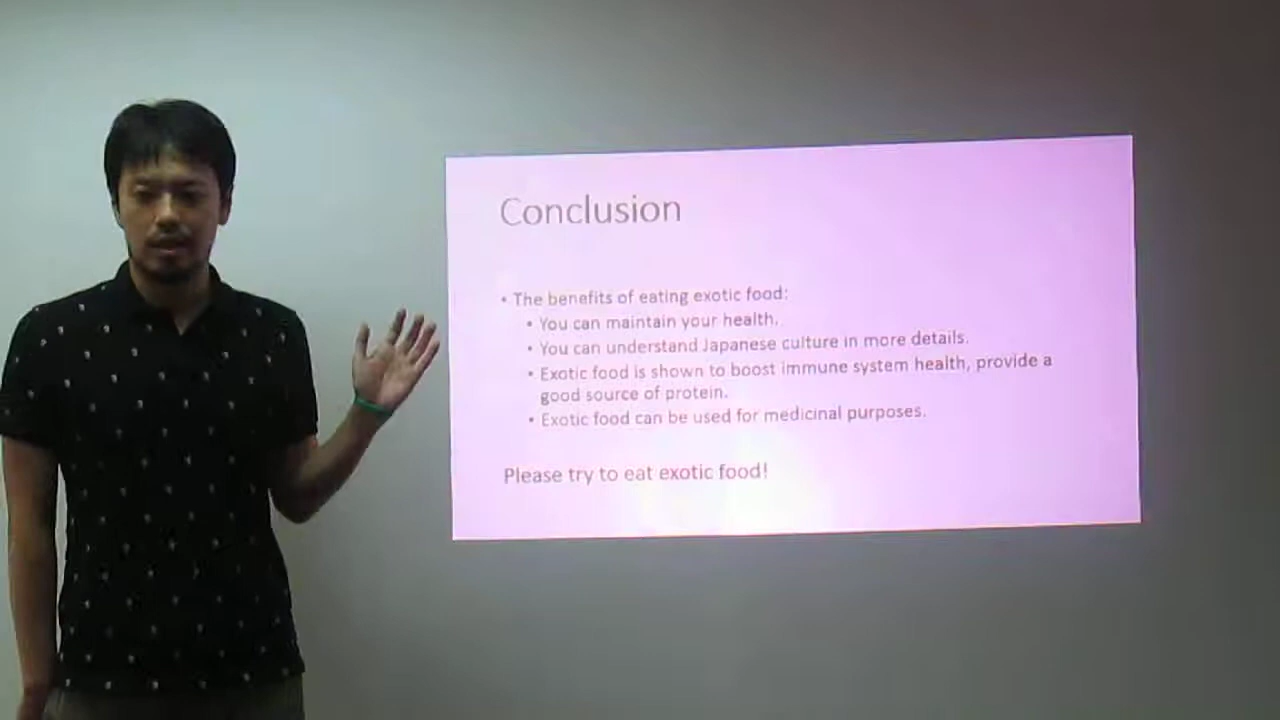 Conclusion
• The benefits of eating exotic food:
• You can maintain your health.
• You can understand Japanese culture in more details.
• Exotic food is shown to boost immune system health, provide a
good source of protein.
• Exotic food can be used for medicinal purposes.
Please try to eat exotic food!